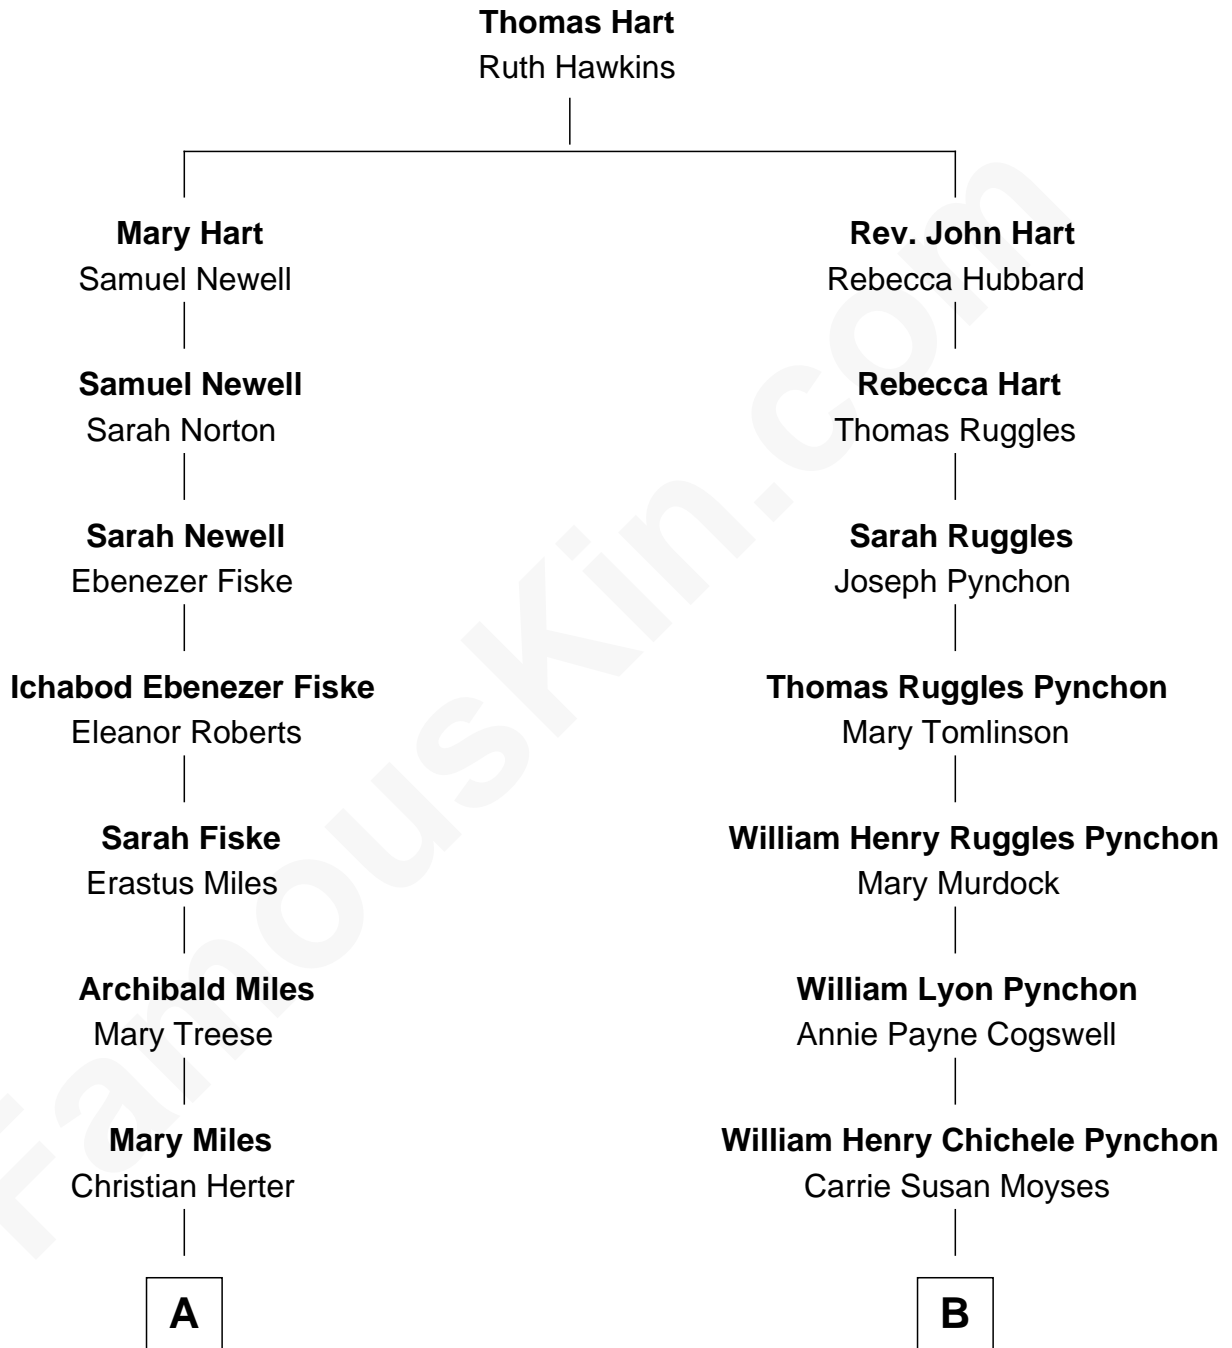 Thomas Hart
Ruth Hawkins
Mary Hart
Samuel Newell
Samuel Newell
Sarah Norton
Sarah Newell
Ebenezer Fiske
Ichabod Ebenezer Fiske
Eleanor Roberts
Sarah Fiske
Erastus Miles
Archibald Miles
Mary Treese
Mary Miles
Christian Herter
A
Rev. John Hart
Rebecca Hubbard
Rebecca Hart
Thomas Ruggles
Sarah Ruggles
Joseph Pynchon
Thomas Ruggles Pynchon
Mary Tomlinson
William Henry Ruggles Pynchon
Mary Murdock
William Lyon Pynchon
Annie Payne Cogswell
William Henry Chichele Pynchon
Carrie Susan Moyses
B
FamousKin.com